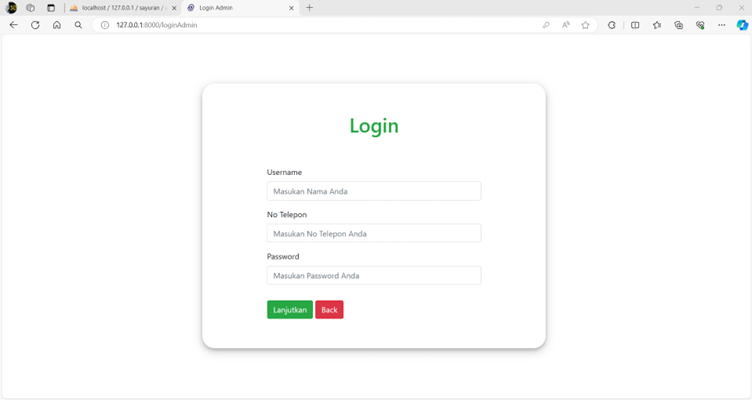 localhost / 127.0.0.1 / sayuran /
Login Admin
127.0.0.1:8000/loginAdmin
Login
Username
Masukan Nama Anda
No Telepon
Masukan No Telepon Anda
Password
Masukan Password Anda
Lanjutkan Back